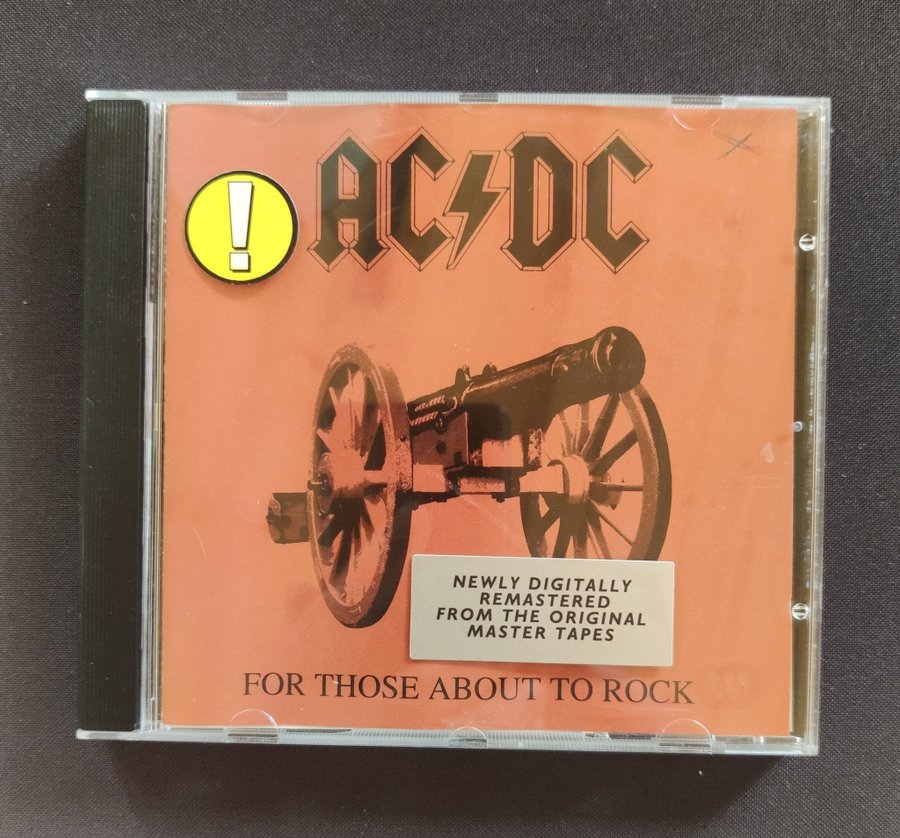 AC⚡DC
!
NEWLY DIGITALLY
REMASTERED
FROM THE ORIGINAL
MASTER TAPES
FOR THOSE ABOUT TO ROCK